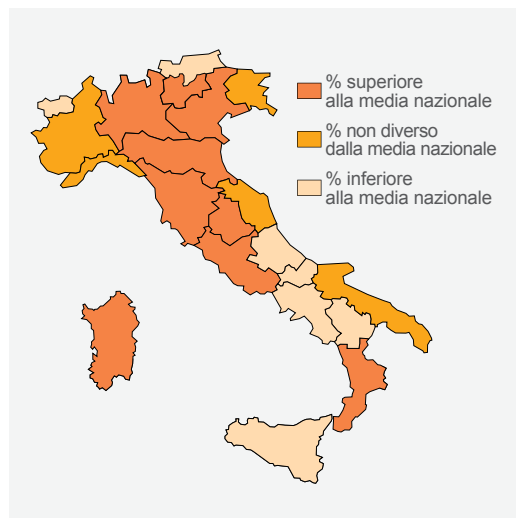 % superiore
alla media nazionale
% non diverso
dalla media nazionale
% inferiore
alla media nazionale